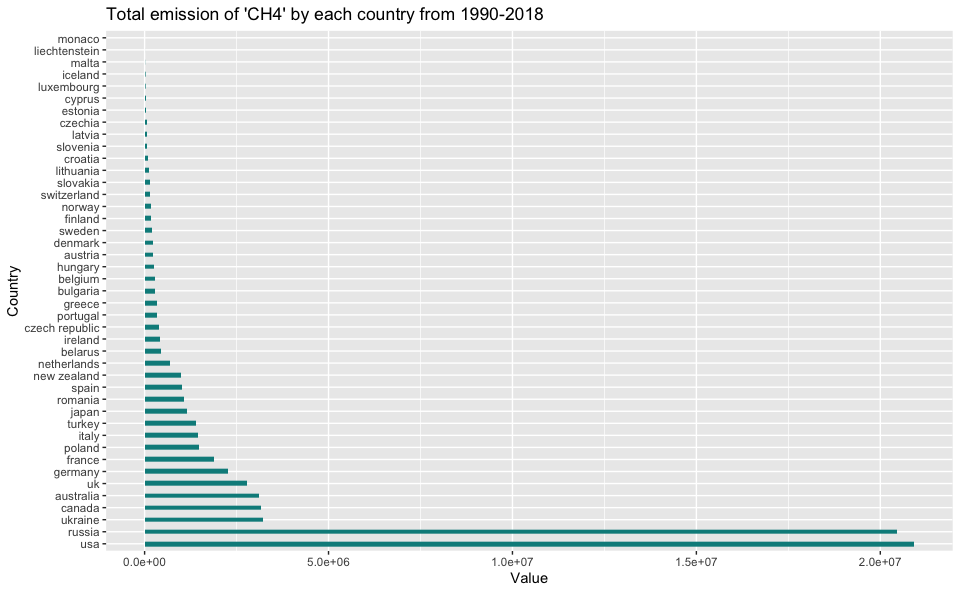 Total emission of 'CH4' by each country from 1990-2018
monaco
liechtenstein
malta
iceland
luxembourg
cyprus
estonia
czechia
latvia
slovenia
croatia
lithuania
slovakia
switzerland
norway
finland
sweden
denmark
austria
hungary
belgium
bulgaria
greece
portugal
czech republic
ireland
belarus
netherlands
new zealand
spain
romania
japan
turkey
italy
poland
france
germany
uk
australia
canada
ukraine
russia
usa
Country
0.0e+00 5.0e+06 1.0e+07 1.5e+07 2.0e+07
Value